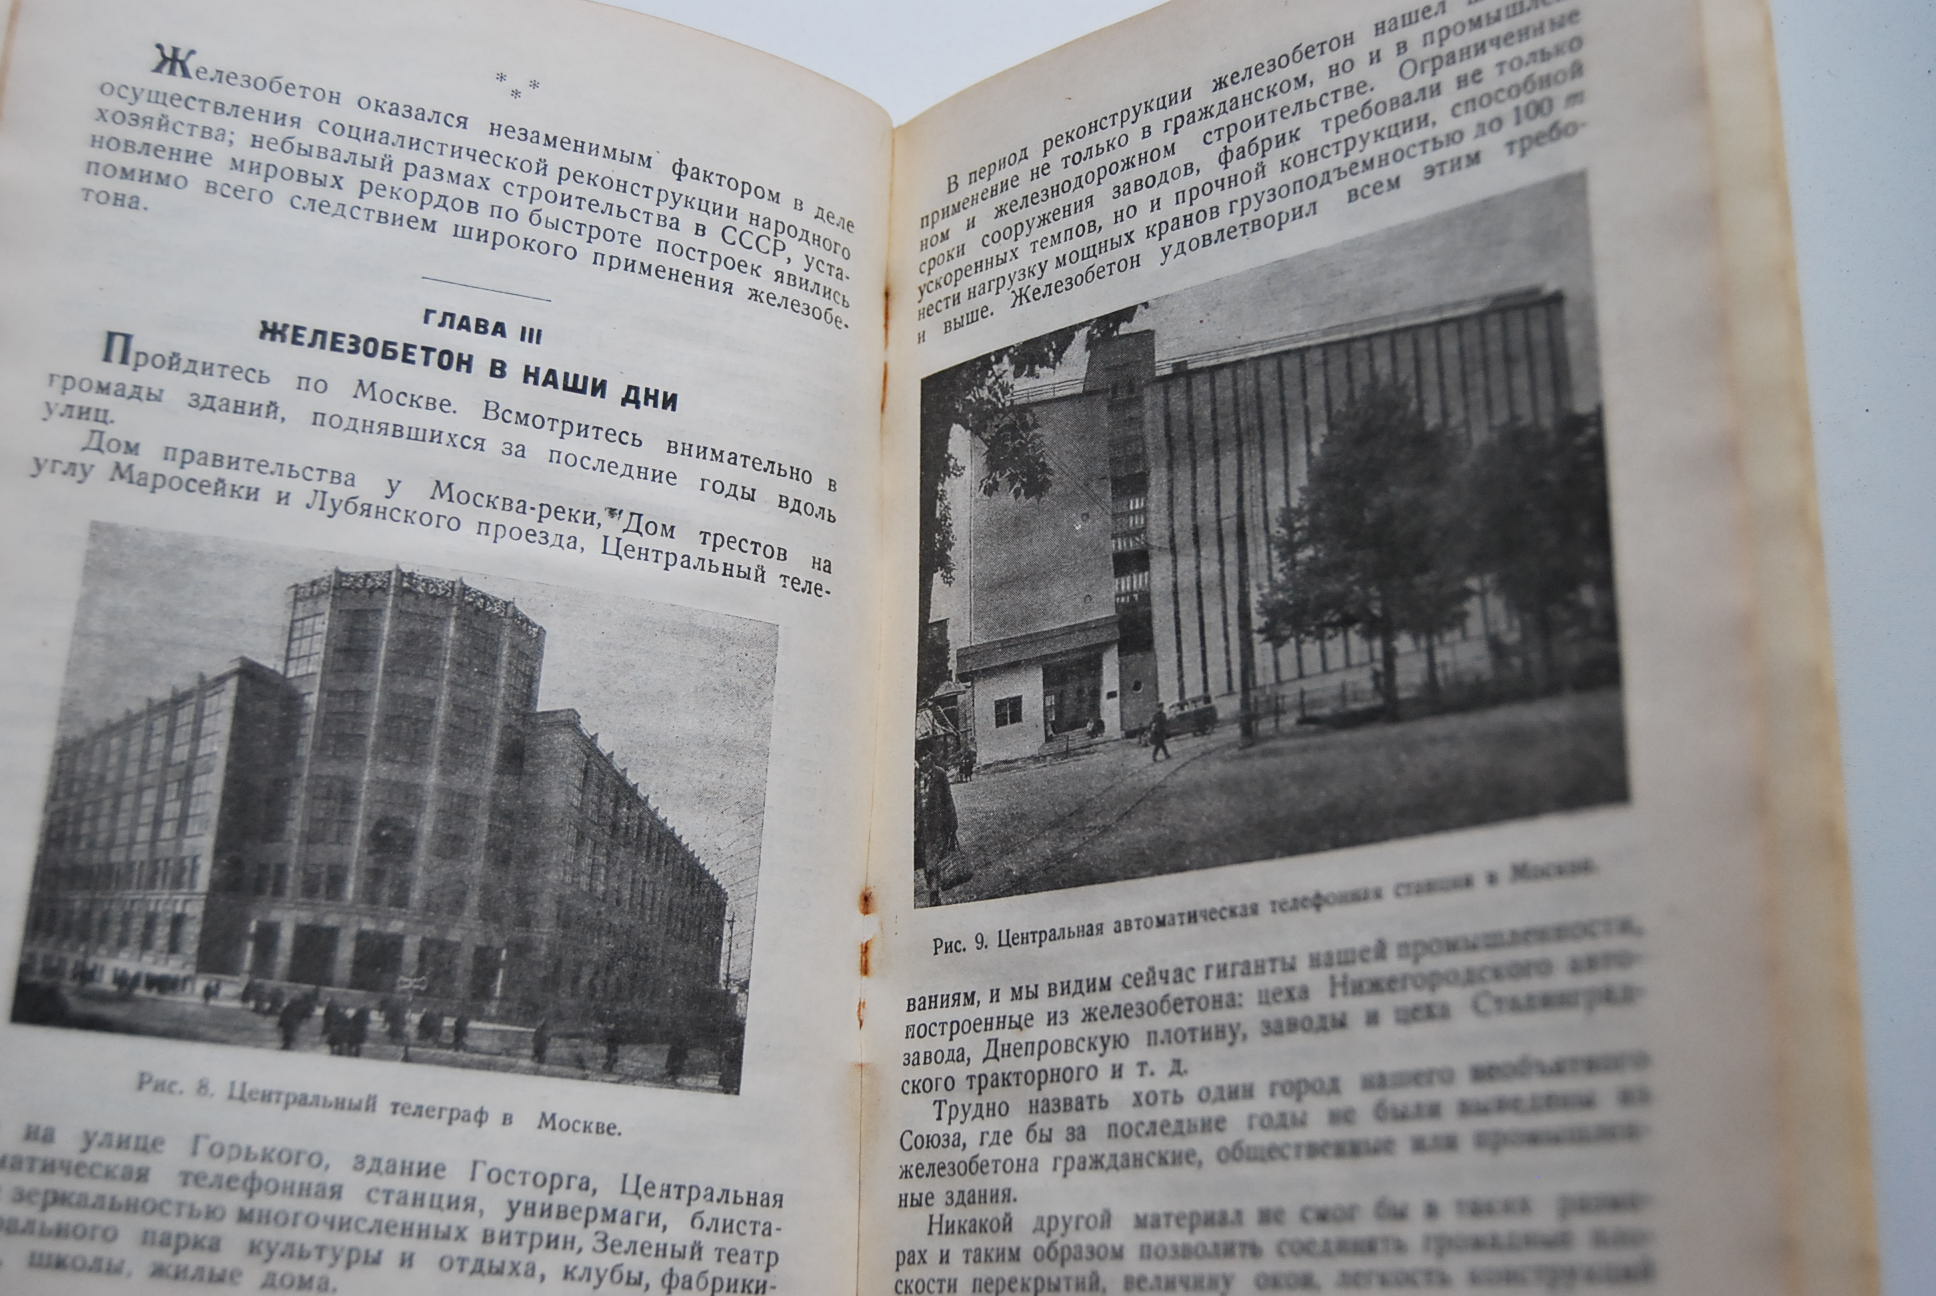 * *
*
Железобетон оказался незаменимым фактором в деле
осуществления социалистической реконструкции народного
хозяйства; небывалый размах строительства в СССР, уста-
новление мировых рекордов по быстроте построек явились
помимо всего следствием широкого применения железобе-
тона.
ГЛАВА III
ЖЕЛЕЗОБЕТОН В НАШИ ДНИ
Пройдитесь по Москве. Всмотритесь внимательно в
громады зданий, поднявшихся за последние годы вдоль
улиц.
Дом правительства у Москва-реки, Дом трестов на
углу Маросейки и Лубянского проезда, Центральный теле-
Рис. 8. Центральный телеграф в Москве.
на улице Горького, здание Госторга, Центральная
матическая телефонная станция, универмаги, блиста-
зеркальностью многочисленных витрин, Зеленый театр
рального парка культуры и отдыха, клубы, фабрики-
школы, жилые дома.
В период реконструкции железобетон нашел
применение не только в гражданском, но и в промышлен-
ном и железнодорожном строительстве. Ограниченные
сроки сооружения заводов, фабрик требовали не только
ускоренных темпов, но и прочной конструкции, способной
нести нагрузку мощных кранов грузоподъемностью до 100 т
и выше. Железобетон удовлетворил всем этим требо-
Рис. 9. Центральная автоматическая телефонная станция в Москве.
ваниям, и мы видим сейчас гиганты нашей промышленности,
построенные из железобетона: цеха Нижегородского авто-
завода, Днепровскую плотину, заводы и цеха Сталинград-
ского тракторного и т. д.
Трудно назвать хоть один город нашего необъятного
Союза, где бы за последние годы не были выведены из
железобетона гражданские, общественные или промышлен-
ные здания.
Никакой другой материал не смог бы в таких разме-
рах и таким образом позволить соединять громадные пло-
скости перекрытий, величину окон, легкость конструкций